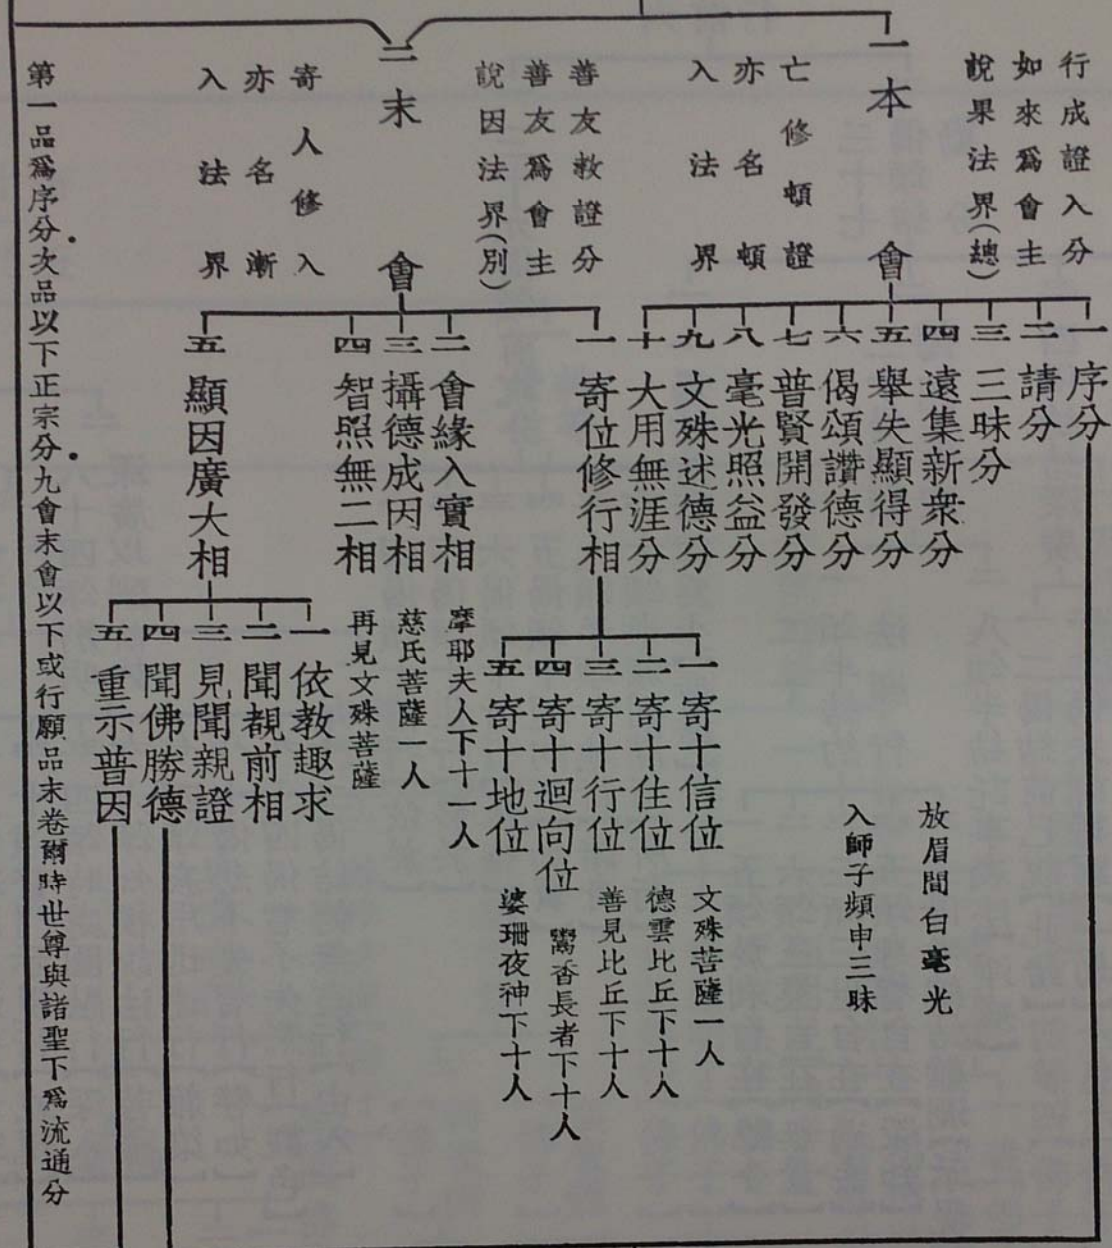 一 本會
行成證入分
如來爲會主
說果法界(總)
亡修頓證
亦名頓
入法界
一 序分
二 請分
三 三昧分
四 遠集新衆分
五 舉失顯得分
六 偈頌讚德分
七 普賢開發分
八 毫光照益分
九 文殊述德分
十 大用無涯分
放眉間白毫光
入師子頻申三昧
二 末會
善友教證分
善友爲會主
說因法界(別)
寄人修入
亦名漸
入法界
一 寄位修行相
一 寄十信位 文殊菩薩一人
二 寄十住位 德雲比丘下十人
三 寄十行位 善見比丘下十人
四 寄十迴向位 鬻香長者下十人
五 寄十地位 婆珊夜神下十人
二 會緣入實相 摩耶夫人下十一人
三 攝德成因相 慈氏菩薩一人
四 智照無二相 再見文殊菩薩
五 顯因廣大相
一 依教趣求
二 聞覩前相
三 見聞親證
四 聞佛勝德
五 重示普因
第一品爲序分．次品以下正宗分．九會末會以下或行願品末卷爾時世尊與諸聖下爲流通分